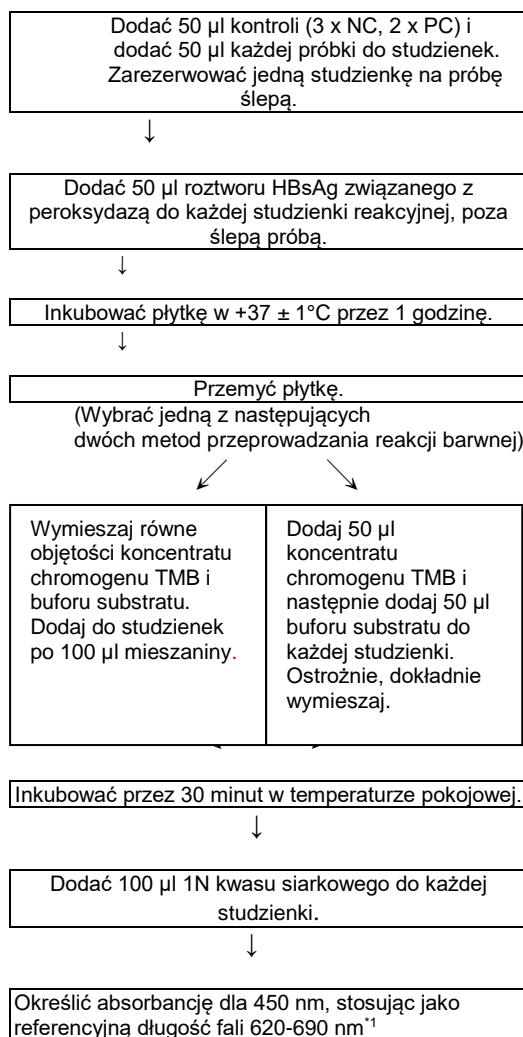 Dodać 50 µl kontroli (3 x NC, 2 x PC) i
dodać 50 µl każdej próbki do studzienek.
Zarezerwować jedną studzienkę na próbę
ślepą.
↓
Dodać 50 µl roztworu HBsAg związanego z
peroksydazą do każdej studzienki reakcyjnej, poza
ślepą próbą.
↓
Inkubować płytkę w +37 ± 1°C przez 1 godzinę.
↓
Przemyć płytkę.
(Wybrać jedną z następujących
dwóch metod przeprowadzania reakcji barwnej)
Wymieszaj równe
objętości koncentratu
chromogenu TMB i
buforu substratu.
Dodaj do studzienek
po 100 µl mieszaniny.
Dodaj 50 µl
koncentratu
chromogenu TMB i
następnie dodaj 50 µl
buforu substratu do
każdej studzienki.
Ostrożnie, dokładnie
wymieszaj.
Inkubować przez 30 minut w temperaturze pokojowej.
↓
Dodać 100 µl 1N kwasu siarkowego do każdej
studzienki.
↓
Określić absorbancję dla 450 nm, stosując jako
referencyjną długość fali 620-690 nm*1